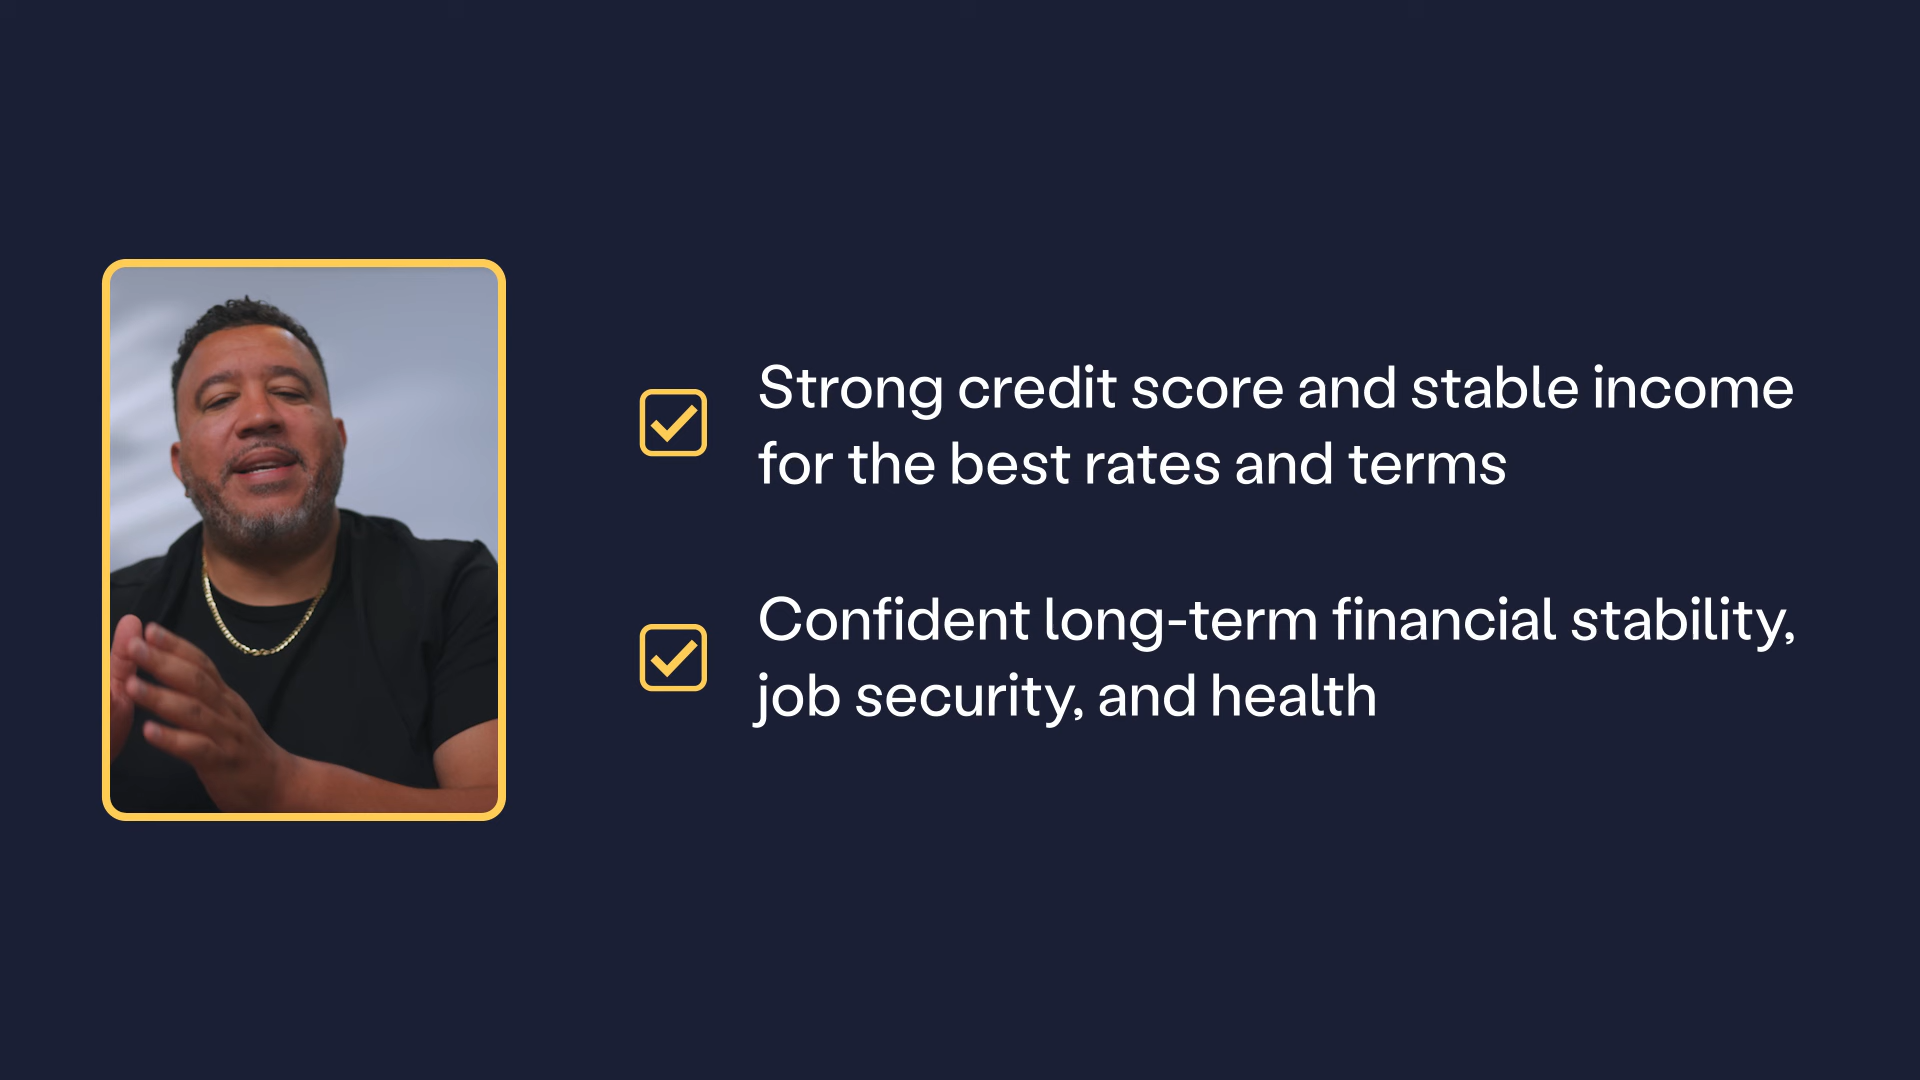 Strong credit score and stable income
for the best rates and terms
Confident long-term financial stability,
job security, and health